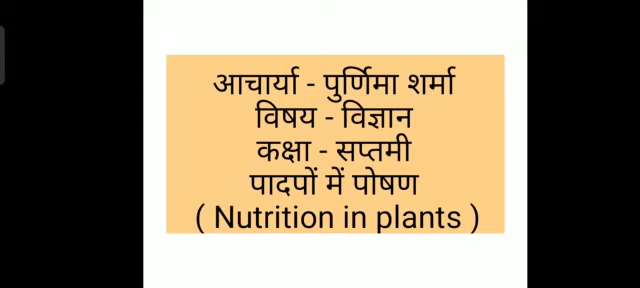 आचार्या - पुर्णिमा शर्मा
विषय - विज्ञान
कक्षा - सप्तमी
पादपों में पोषण
( Nutrition in plants )